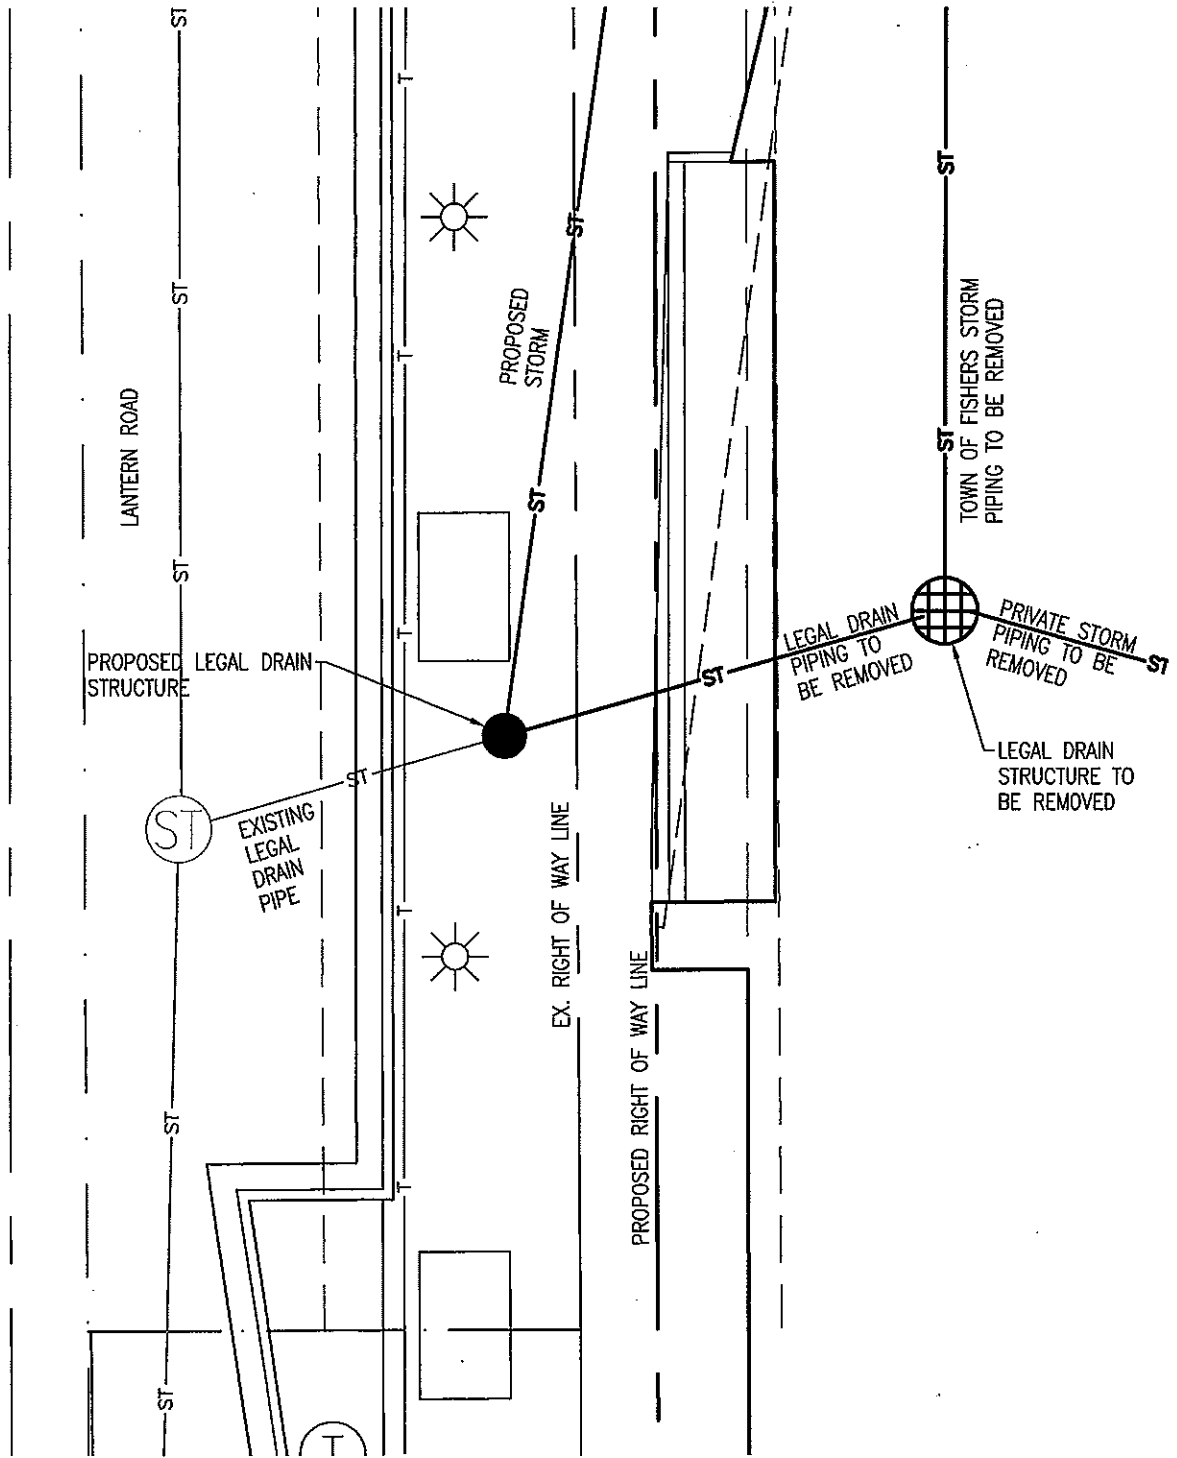 ST
T
ST
ST
ST
TOWN OF FISHERS STORM
PIPING TO BE REMOVED
PROPOSED
STORM
T
LANTERN ROAD
ST
ST
ST
T
LEGAL DRAIN
PIPING TO
BE REMOVED
PRIVATE STORM
PIPING TO BE
REMOVED
ST
PROPOSED LEGAL DRAIN
STRUCTURE
ST
LEGAL DRAIN
STRUCTURE TO
BE REMOVED
ST
ST
EXISTING
LEGAL
DRAIN
PIPE
EX. RIGHT OF WAY LINE
T
PROPOSED RIGHT OF WAY LINE
ST
T
ST
T